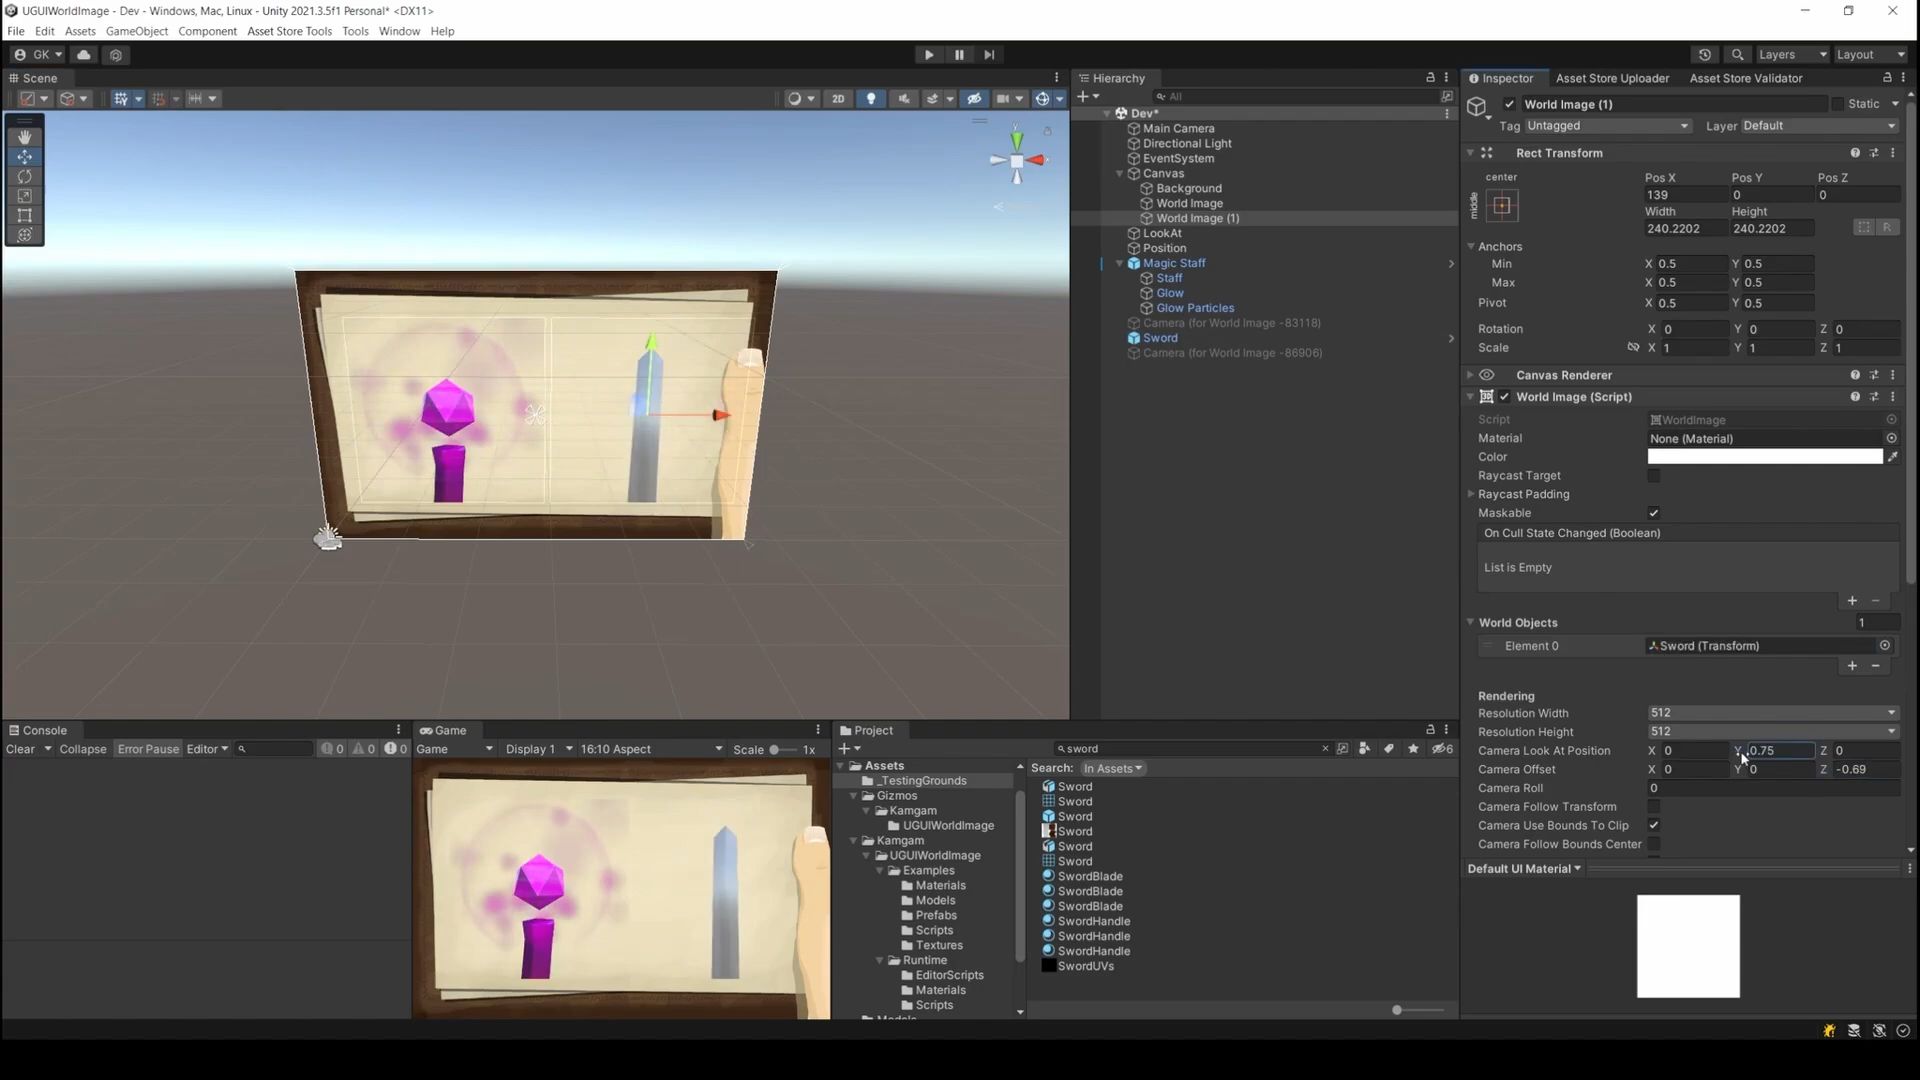 UGUIWorldImage - Dev - Windows, Mac, Linux - Unity 2021.3.5f1 Personal* <DX11>
File Edit Assets GameObject Component Asset Store Tools Tools Window Help
GK Layers Layout
Scene
2D
Hierarchy
All
Dev*
Main Camera
Directional Light
EventSystem
Canvas
Background
World Image
World Image (1)
LookAt
Position
Magic Staff
Staff
Glow
Glow Particles
Camera (for World Image -83118)
Sword
Camera (for World Image -86906)
Inspector Asset Store Uploader Asset Store Validator
World Image (1) Static
Tag Untagged Layer Default
Rect Transform
center
middle
Pos X Pos Y Pos Z
139 0 0
Width Height
240.2202 240.2202
R
Anchors
Min X 0.5 Y 0.5
Max X 0.5 Y 0.5
Pivot X 0.5 Y 0.5
Rotation X 0 Y 0 Z 0
Scale X 1 Y 1 Z 1
Canvas Renderer
World Image (Script)
Script WorldImage
Material None (Material)
Color
Raycast Target
Raycast Padding
Maskable
On Cull State Changed (Boolean)
List is Empty
World Objects 1
Element 0 Sword (Transform)
Rendering
Resolution Width 512
Resolution Height 512
Camera Look At Position X 0 Y 0.75 Z 0
Camera Offset X 0 Y 0 Z -0.69
Camera Roll 0
Camera Follow Transform
Camera Use Bounds To Clip
Camera Follow Bounds Center
Default UI Material
Console
Clear Collapse Error Pause Editor 0 0 0
Game
Game Display 1 16:10 Aspect Scale 1x
Project
sword 6
Assets
_TestingGrounds
Gizmos
Kamgam
UGUIWorldImage
Kamgam
UGUIWorldImage
Examples
Materials
Models
Prefabs
Scripts
Textures
Runtime
EditorScripts
Materials
Scripts
Search: In Assets
Sword
Sword
Sword
Sword
Sword
Sword
SwordBlade
SwordBlade
SwordBlade
SwordHandle
SwordHandle
SwordHandle
SwordUVs